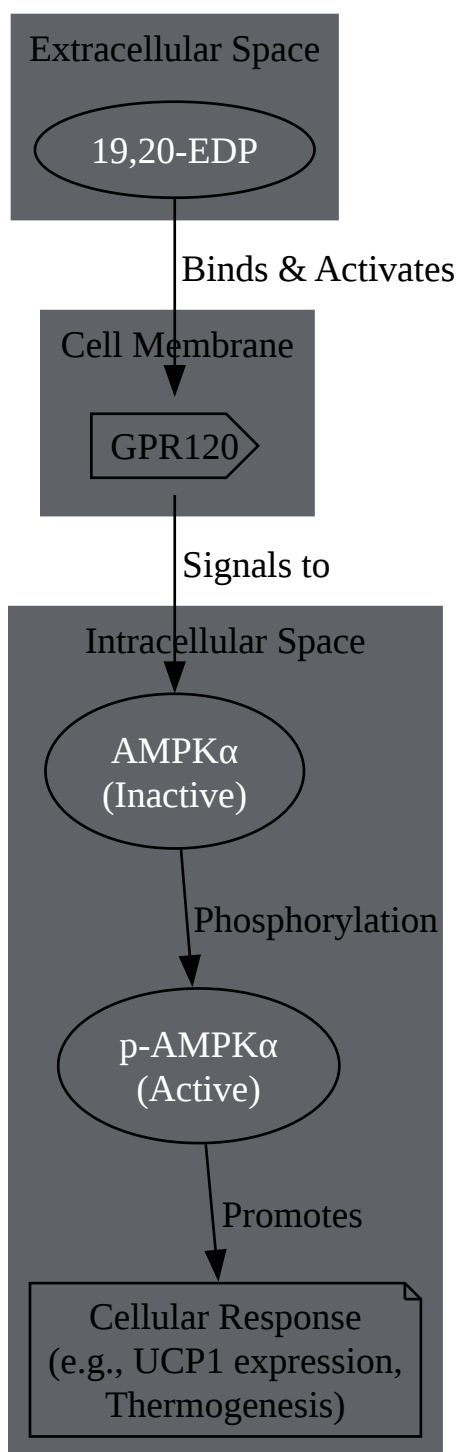 Extracellular Space
19,20-EDP
Binds & Activates
Cell Membrane
GPR120
Signals to
Intracellular Space
AMPKα
(Inactive)
Phosphorylation
p-AMPKα
(Active)
Promotes
Cellular Response
(e.g., UCP1 expression,
Thermogenesis)